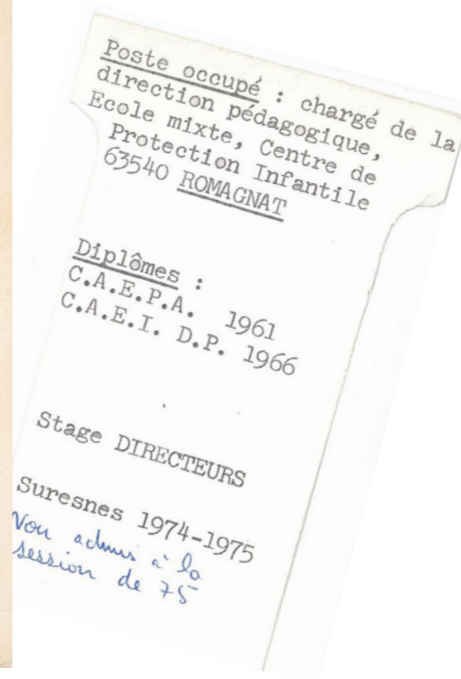 Poste occupé : chargé de la
direction pédagogique,
Ecole mixte, Centre de
Protection Infantile
63540 ROMAGNAT
Diplômes :
C.A.E.P.A. 1961
C.A.E.I. D.P. 1966
Stage DIRECTEURS
Suresnes 1974-1975
Non admis à la
session de 75